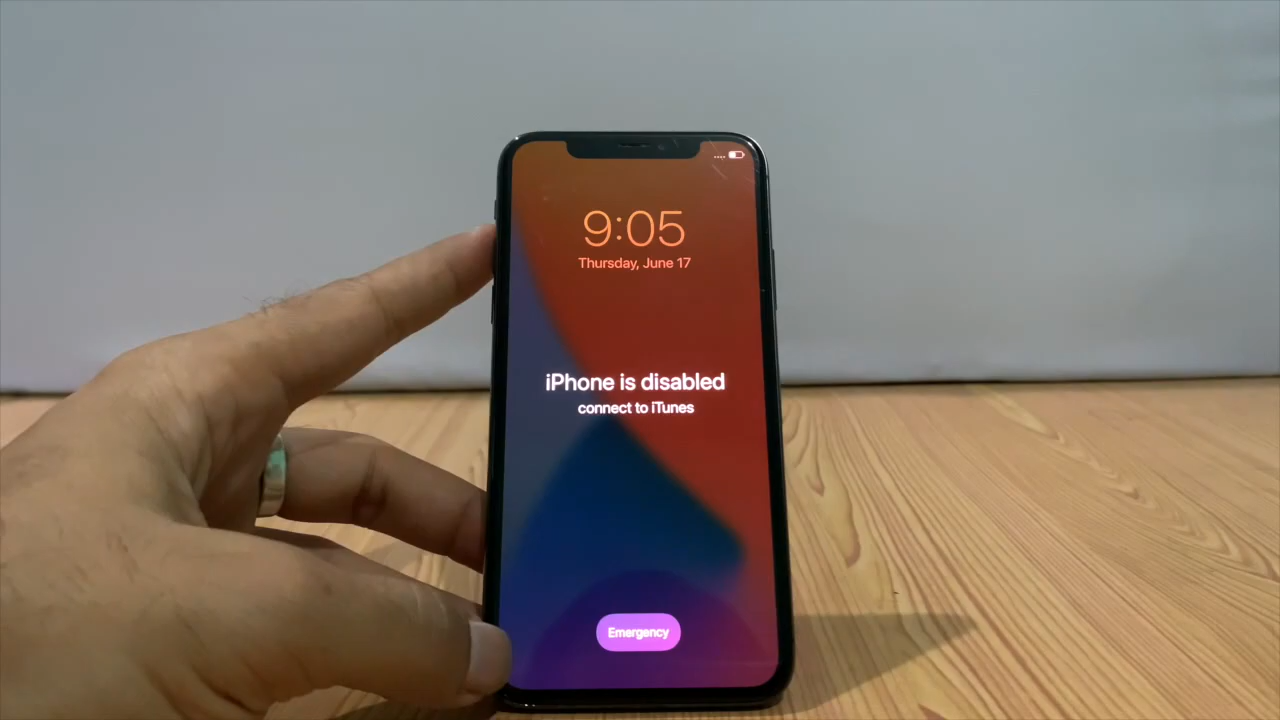 9:05
Thursday, June 17
iPhone is disabled
connect to iTunes
Emergency